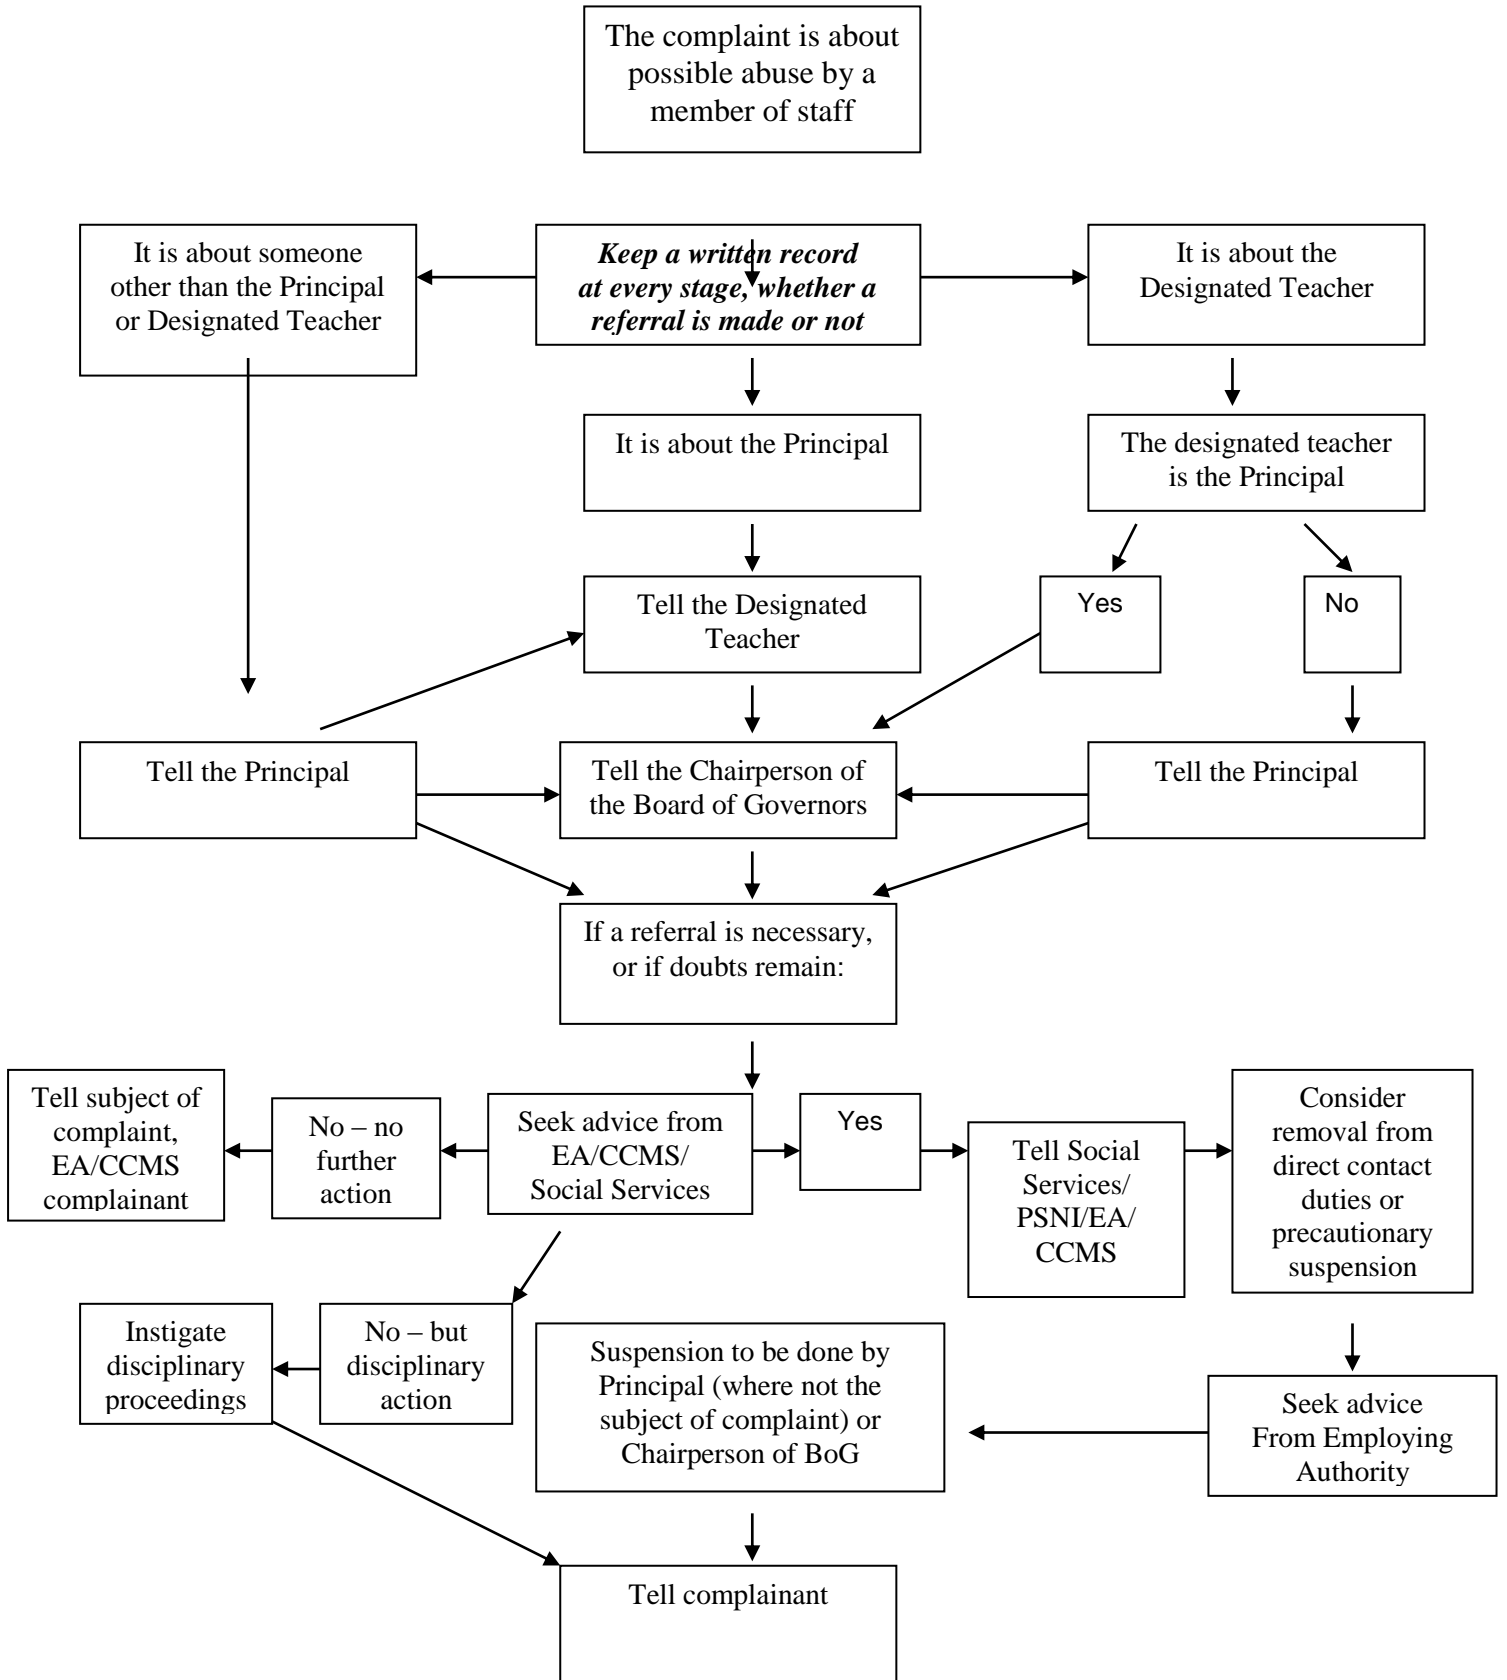 The complaint is about
possible abuse by a
member of staff
It is about someone
other than the Principal
or Designated Teacher
Keep a written record
at every stage, whether a
referral is made or not
It is about the
Designated Teacher
It is about the Principal
The designated teacher
is the Principal
Tell the Designated
Teacher
Yes
No
Tell the Principal
Tell the Chairperson of
the Board of Governors
Tell the Principal
If a referral is necessary,
or if doubts remain:
Tell subject of
complaint,
EA/CCMS
complainant
No – no
further
action
Seek advice from
EA/CCMS/
Social Services
Yes
Tell Social
Services/
PSNI/EA/
CCMS
Consider
removal from
direct contact
duties or
precautionary
suspension
Instigate
disciplinary
proceedings
No – but
disciplinary
action
Suspension to be done by
Principal (where not the
subject of complaint) or
Chairperson of BoG
Seek advice
From Employing
Authority
Tell complainant